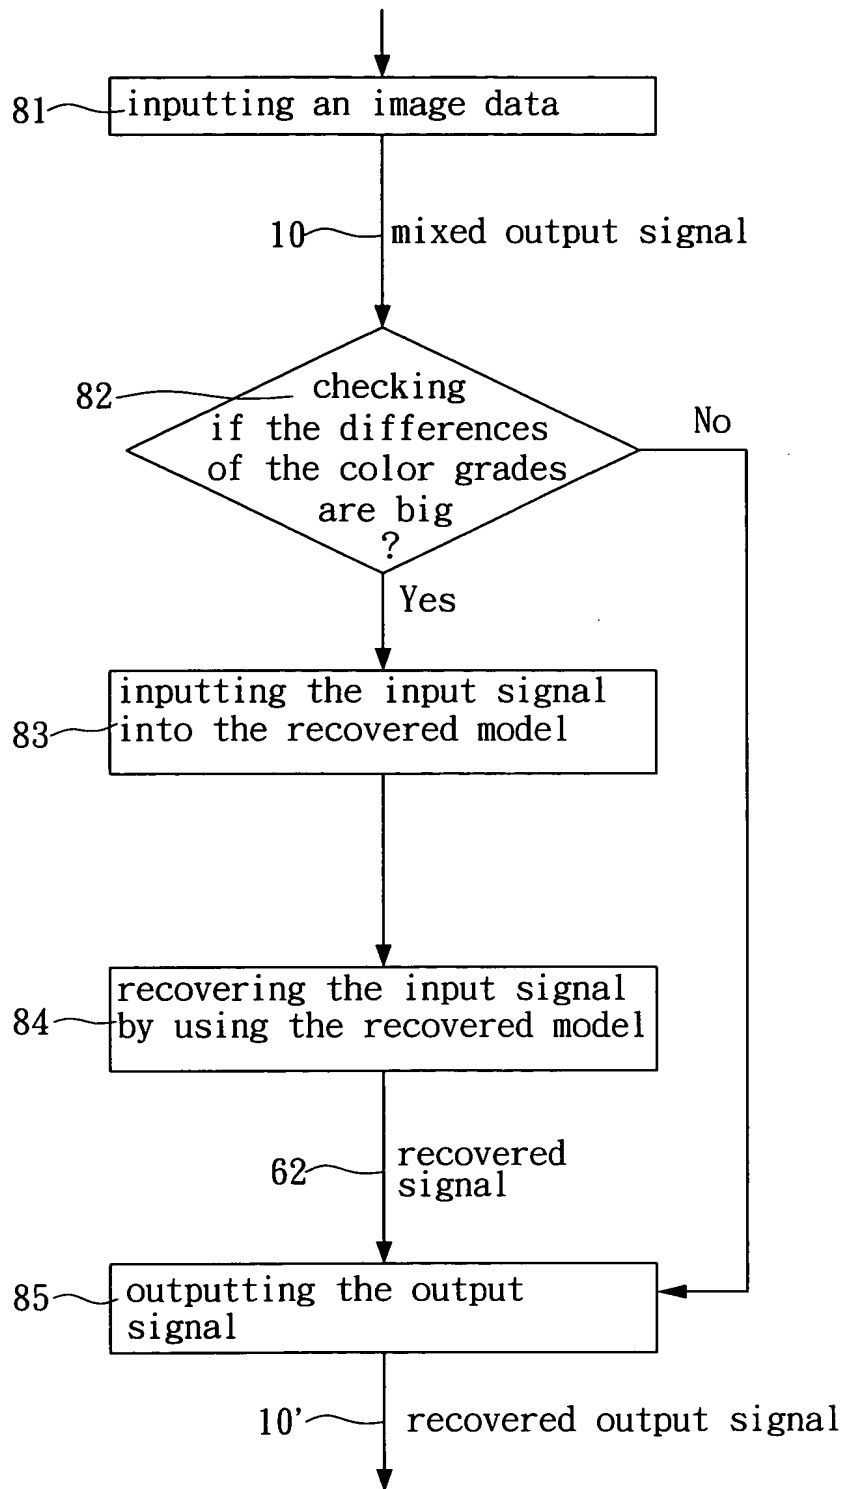 81 inputting an image data
10 mixed output signal
82 checking
if the differences
of the color grades
are big
?
No
Yes
inputting the input signal
83 into the recovered model
recovering the input signal
84 by using the recovered model
62 recovered
signal
85 outputting the output
signal
10' recovered output signal